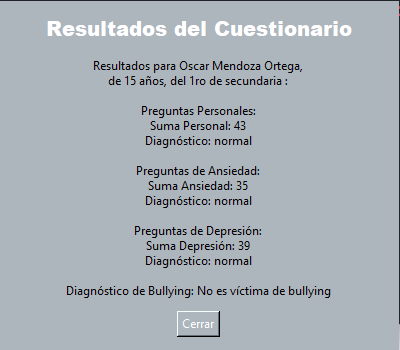 Resultados del Cuestionario
Resultados para Oscar Mendoza Ortega,
de 15 años, del 1ro de secundaria :
Preguntas Personales:
Suma Personal: 43
Diagnóstico: normal
Preguntas de Ansiedad:
Suma Ansiedad: 35
Diagnóstico: normal
Preguntas de Depresión:
Suma Depresión: 39
Diagnóstico: normal
Diagnóstico de Bullying: No es víctima de bullying
Cerrar